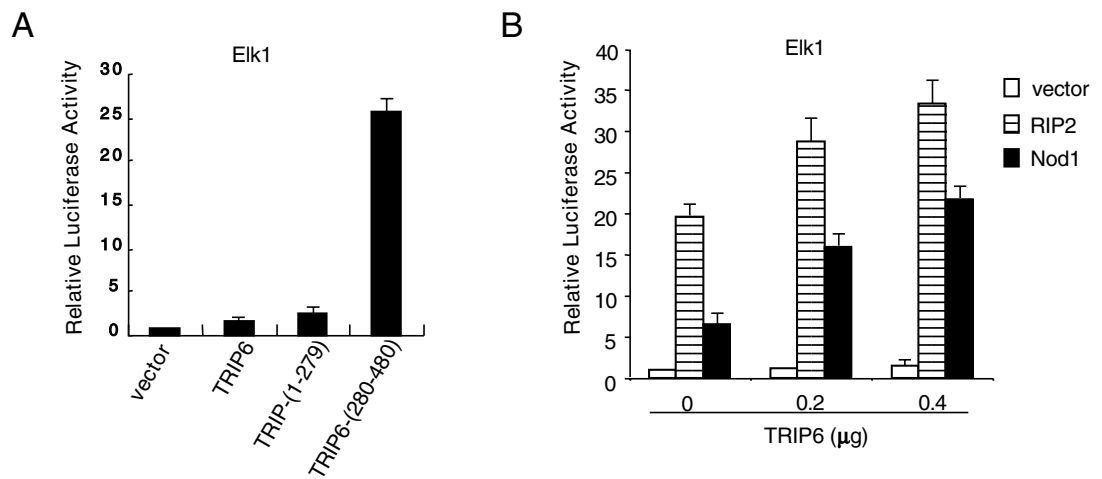 A
Elk1
Relative Luciferase Activity
30
25
20
15
10
5
0
vector
TRIP6
TRIP-(1-279)
TRIP6-(280-480)
B
Elk1
Relative Luciferase Activity
40
35
30
25
20
15
10
5
0
0 0.2 0.4
TRIP6 (μg)
vector
RIP2
Nod1